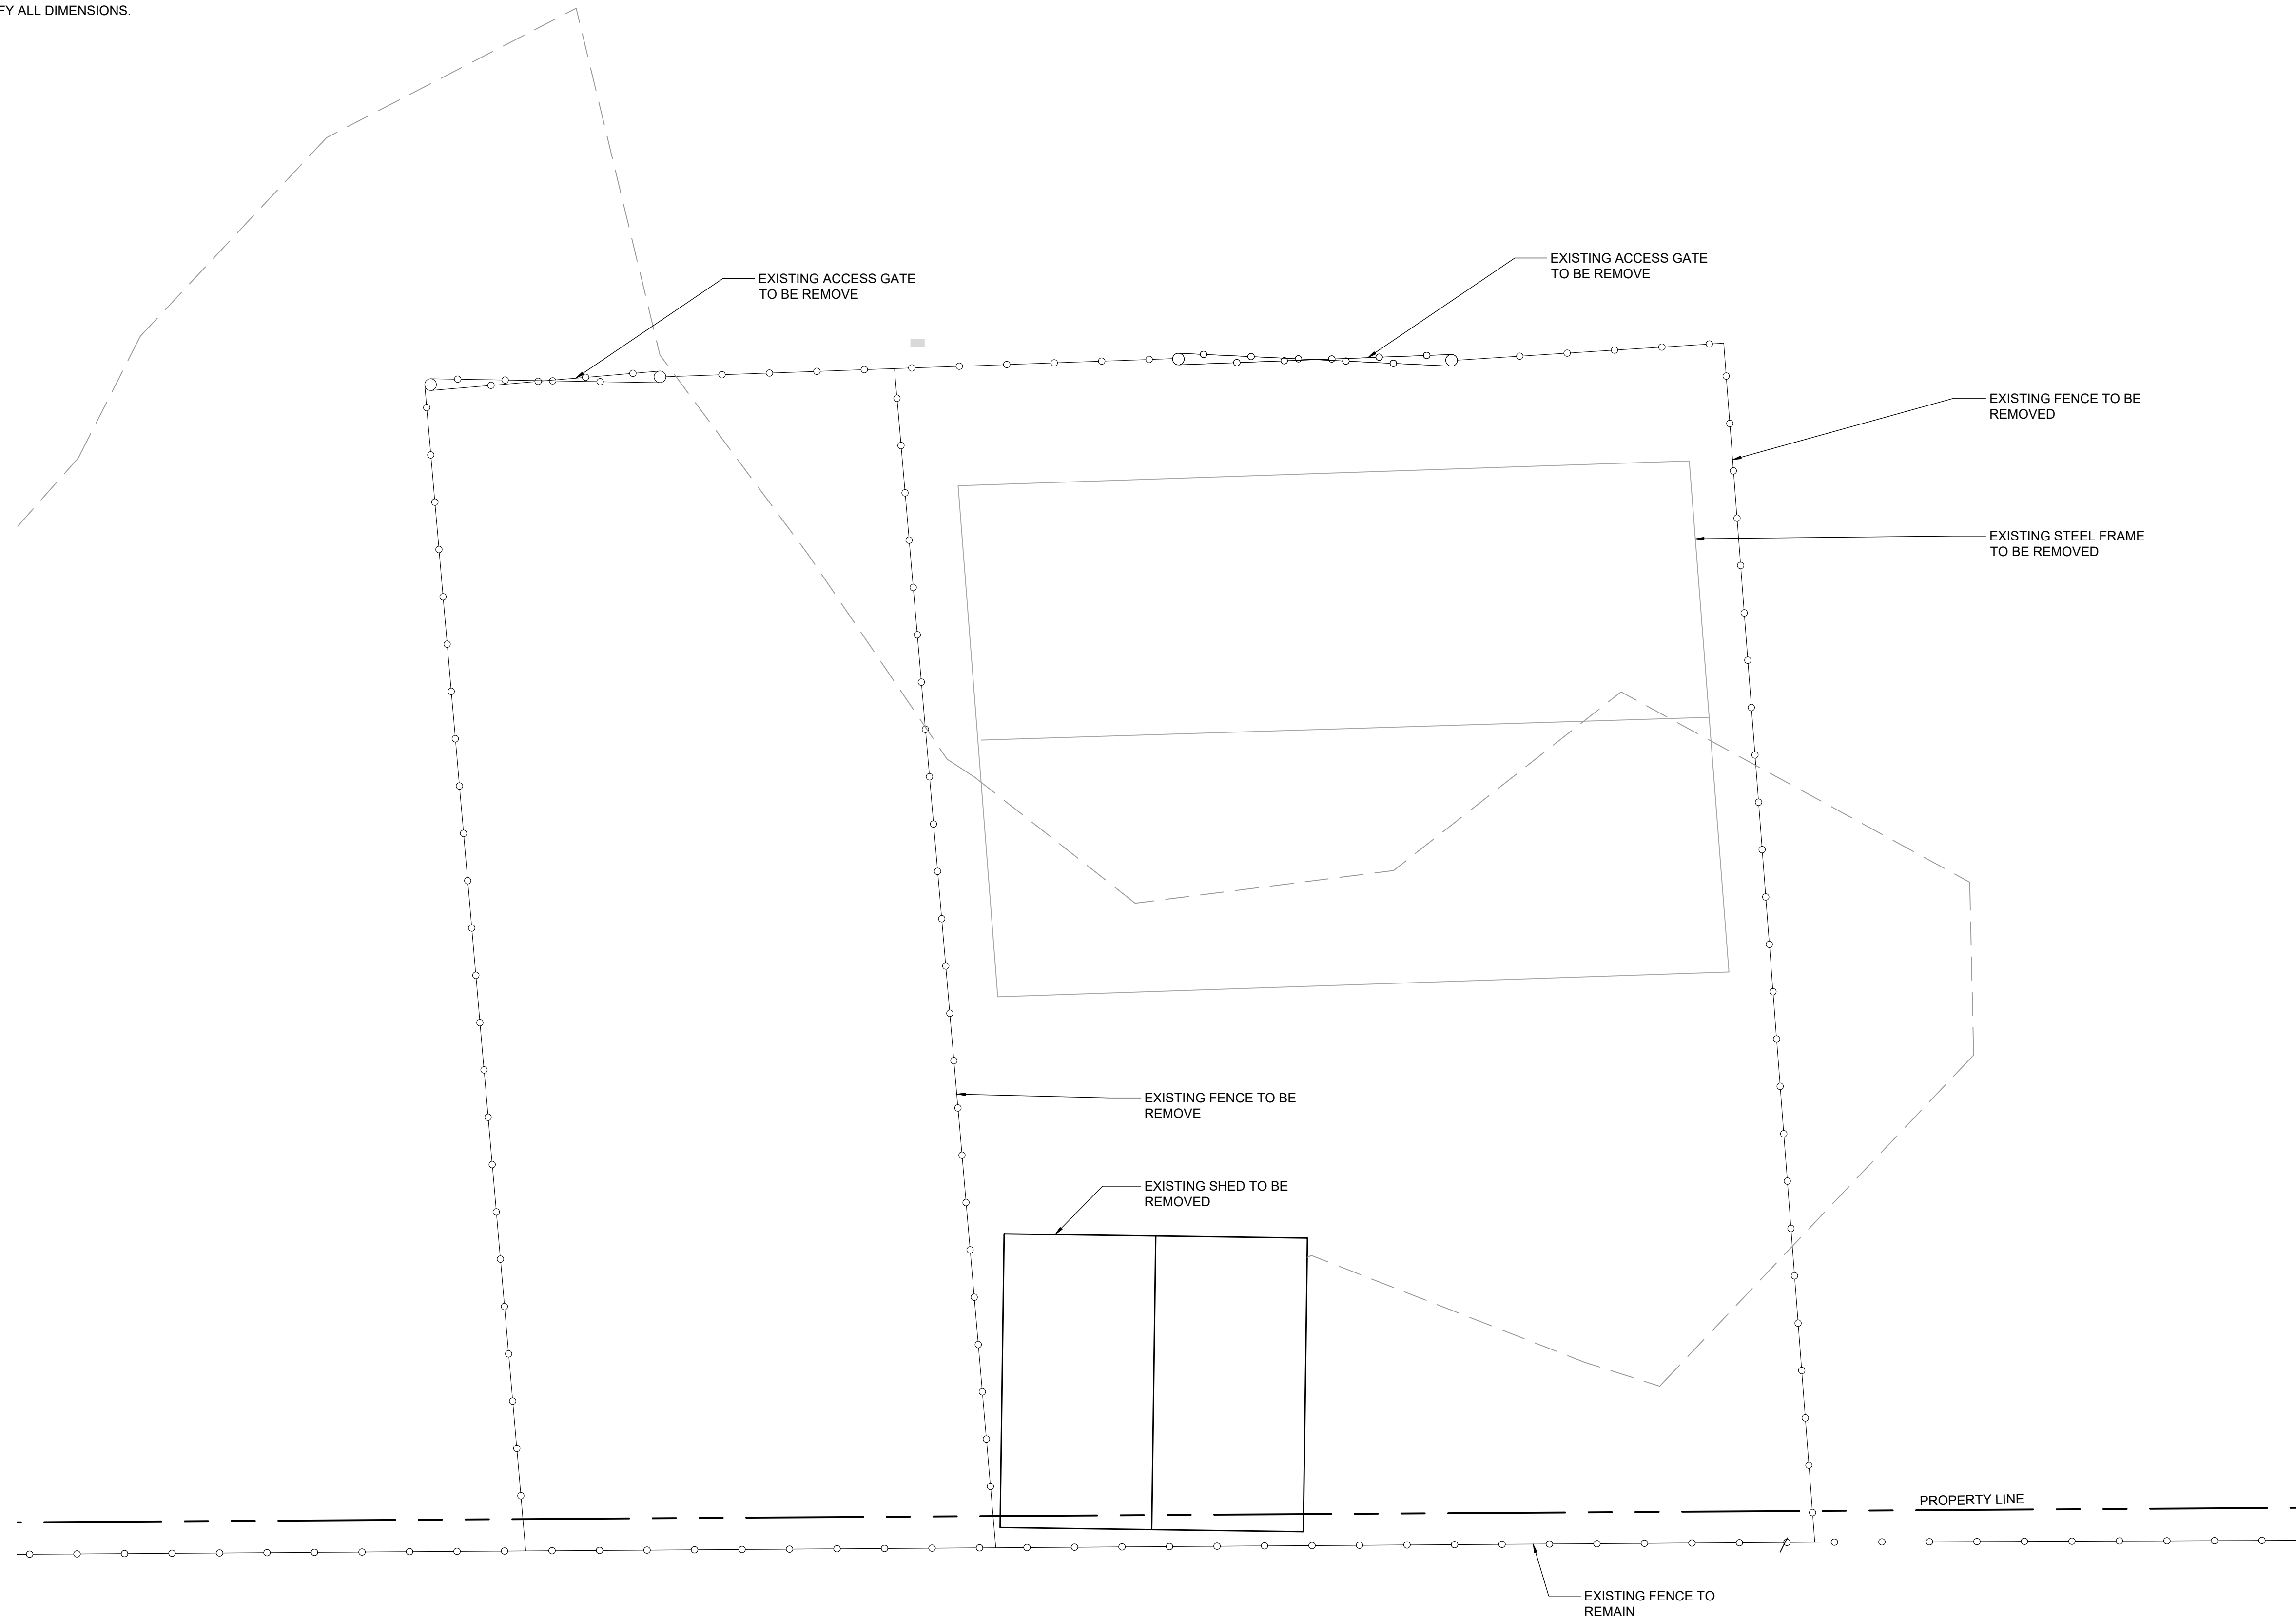 FY ALL DIMENSIONS.
EXISTING ACCESS GATE
TO BE REMOVE
EXISTING ACCESS GATE
TO BE REMOVE
EXISTING FENCE TO BE
REMOVED
EXISTING STEEL FRAME
TO BE REMOVED
EXISTING FENCE TO BE
REMOVE
EXISTING SHED TO BE
REMOVED
PROPERTY LINE
EXISTING FENCE TO
REMAIN